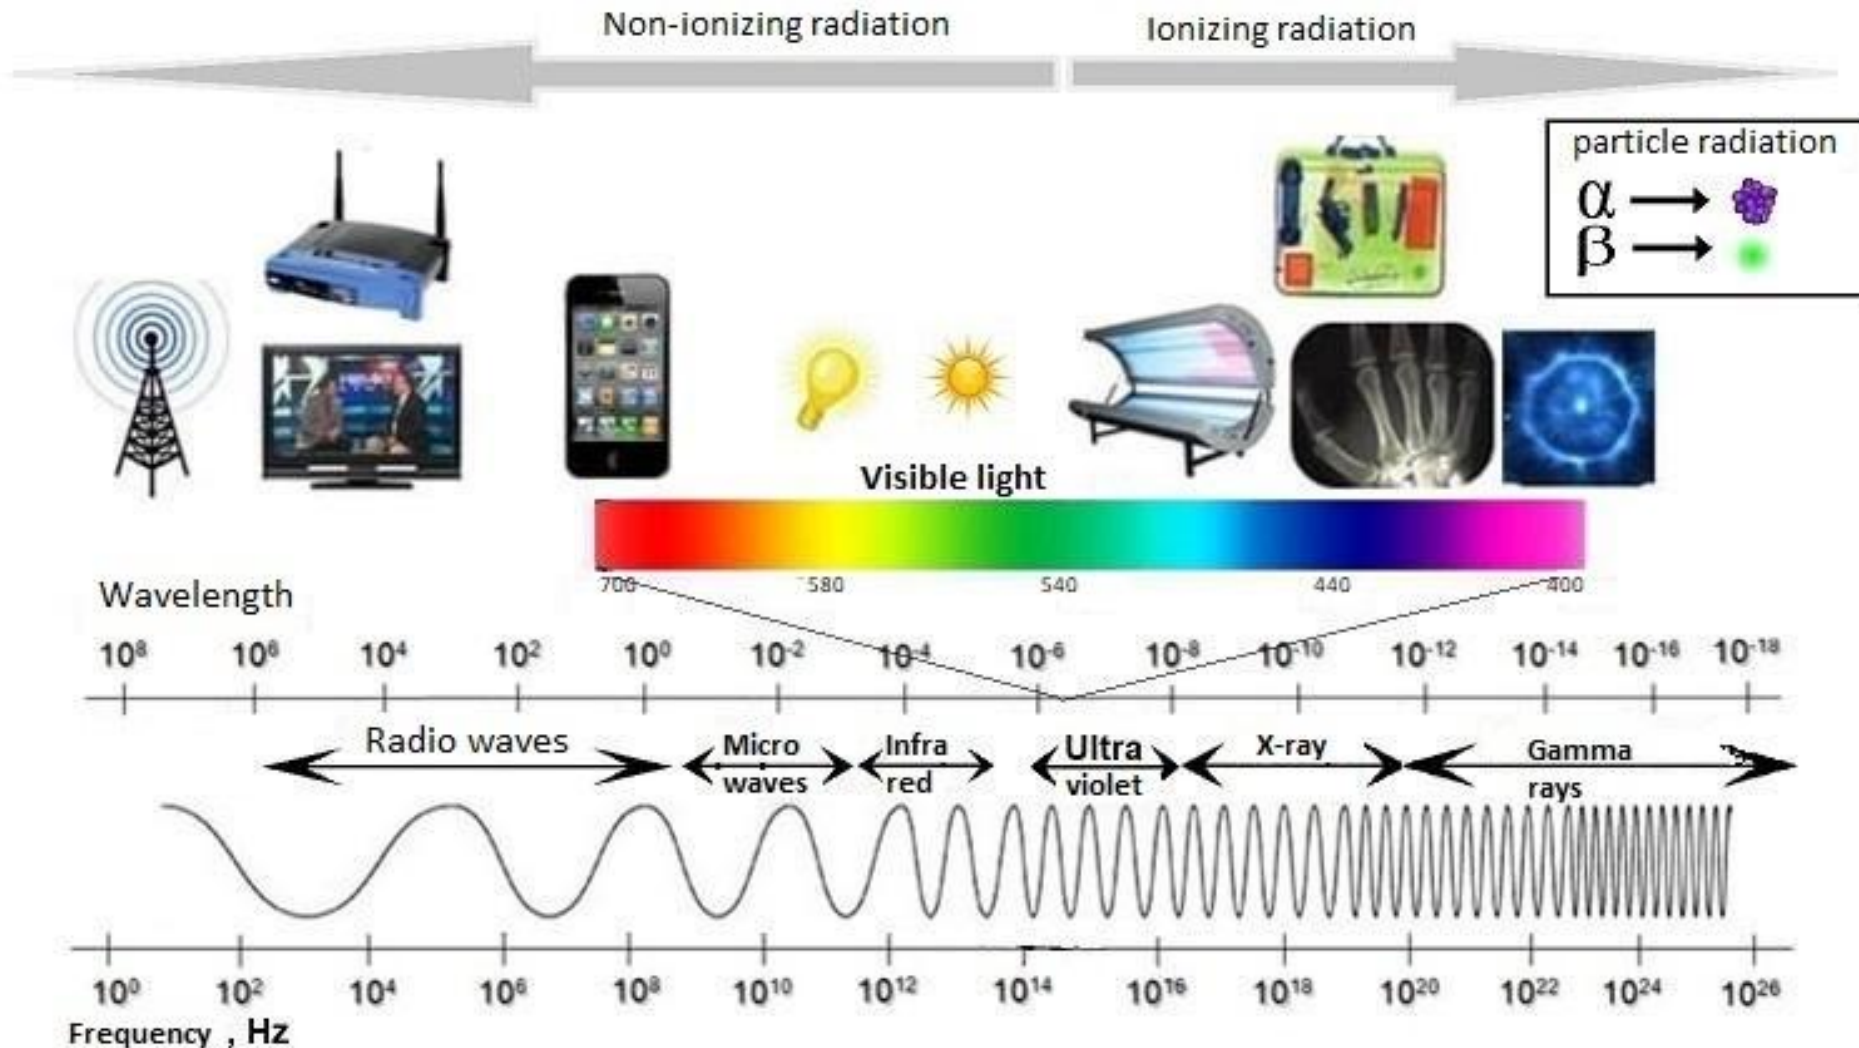 Non-ionizing radiation
Ionizing radiation
particle radiation
α
β
Visible light
700 580 540 440 400
Wavelength
10⁸ 10⁶ 10⁴ 10² 10⁰ 10⁻² 10⁻⁴ 10⁻⁶ 10⁻⁸ 10⁻¹⁰ 10⁻¹² 10⁻¹⁴ 10⁻¹⁶ 10⁻¹⁸
Radio waves
Micro
waves
Infra
red
Ultra
violet
X-ray
Gamma
rays
10⁰ 10² 10⁴ 10⁶ 10⁸ 10¹⁰ 10¹² 10¹⁴ 10¹⁶ 10¹⁸ 10²⁰ 10²² 10²⁴ 10²⁶
Frequency , Hz